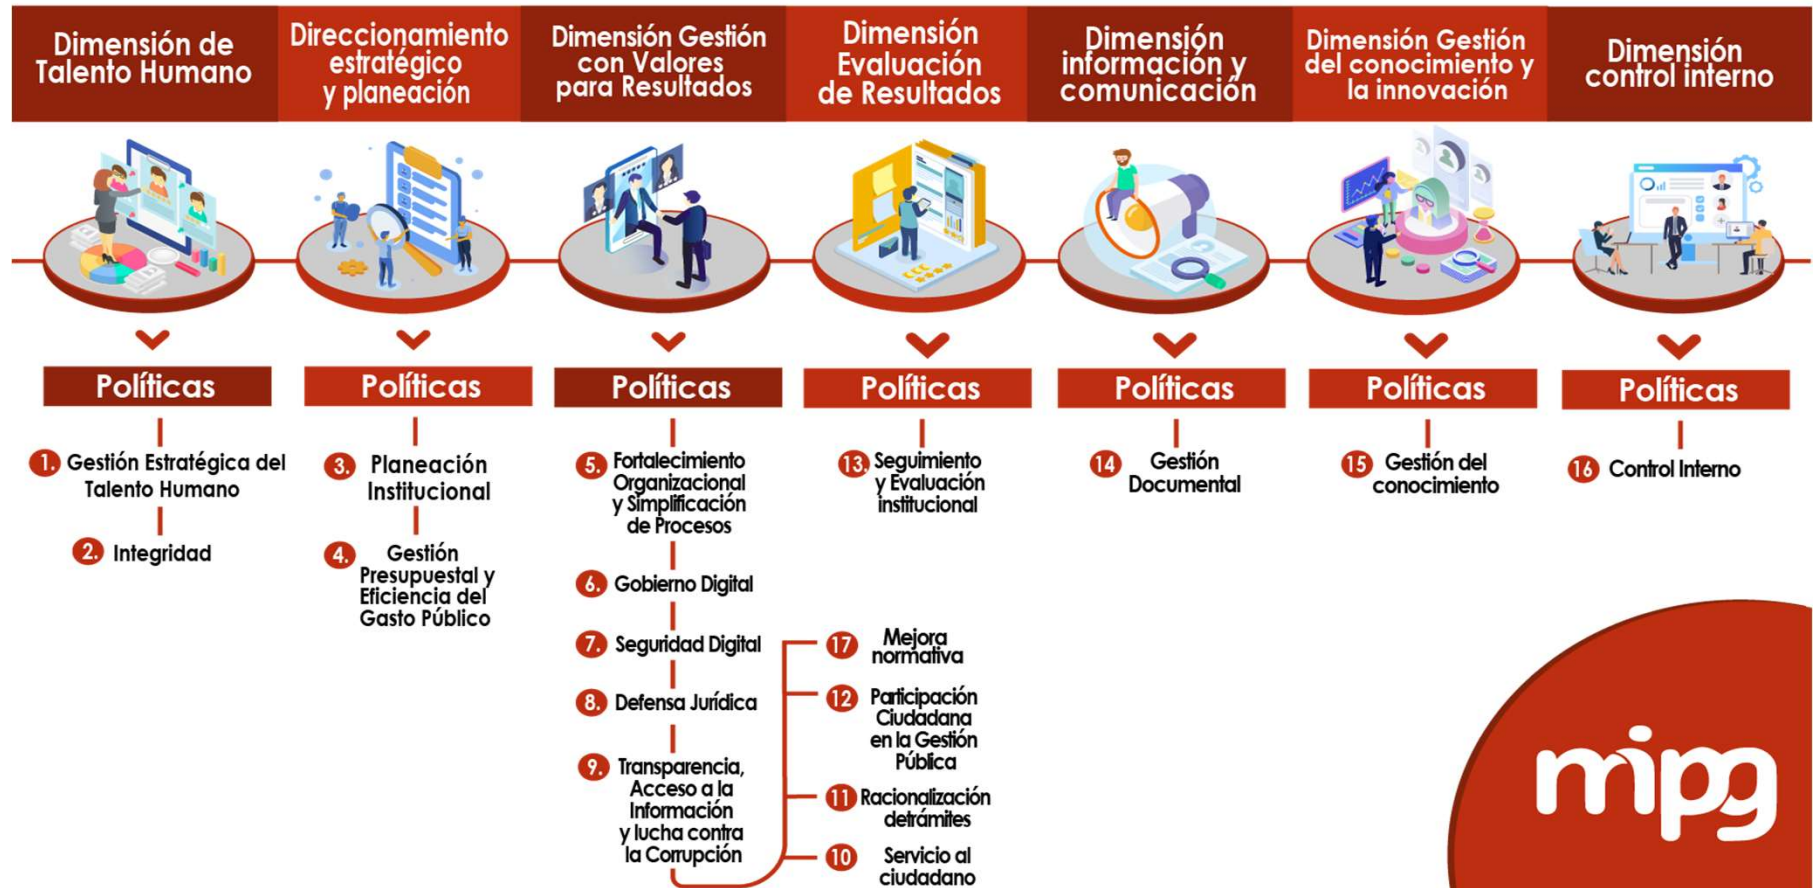 Dimensión de
Talento Humano
Direccionamiento
estratégico
y planeación
Dimensión Gestión
con Valores
para Resultados
Dimensión
Evaluación
de Resultados
Dimensión
información y
comunicación
Dimensión Gestión
del conocimiento y
la innovación
Dimensión
control interno
Políticas
1. Gestión Estratégica del
Talento Humano
2. Integridad
Políticas
3. Planeación
Institucional
4. Gestión
Presupuestal y
Eficiencia del
Gasto Público
Políticas
5. Fortalecimiento
Organizacional
y Simplificación
de Procesos
6. Gobierno Digital
7. Seguridad Digital
8. Defensa Jurídica
9. Transparencia,
Acceso a la
Información
y lucha contra
la Corrupción
17 Mejora
normativa
12 Participación
Ciudadana
en la Gestión
Pública
11 Racionalización
detrámites
10 Servicio al
ciudadano
Políticas
13. Seguimiento
y Evaluación
institucional
Políticas
14 Gestión
Documental
Políticas
15 Gestión del
conocimiento
Políticas
16 Control Interno
mipg